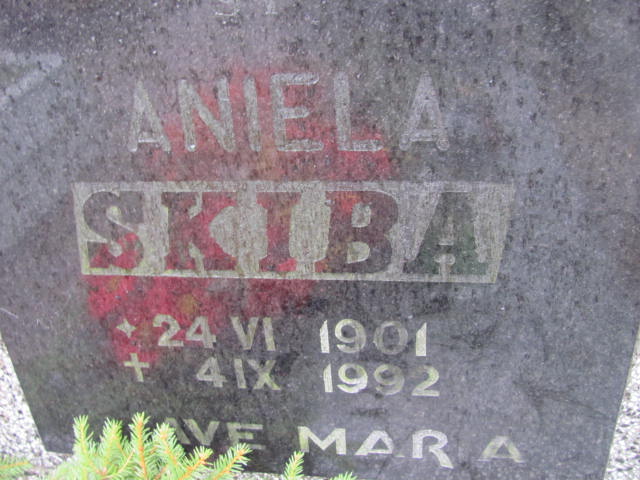 ANIELA
SKIBA
* 24 VI 1901
+ 4 IX 1992
AVE MARIA